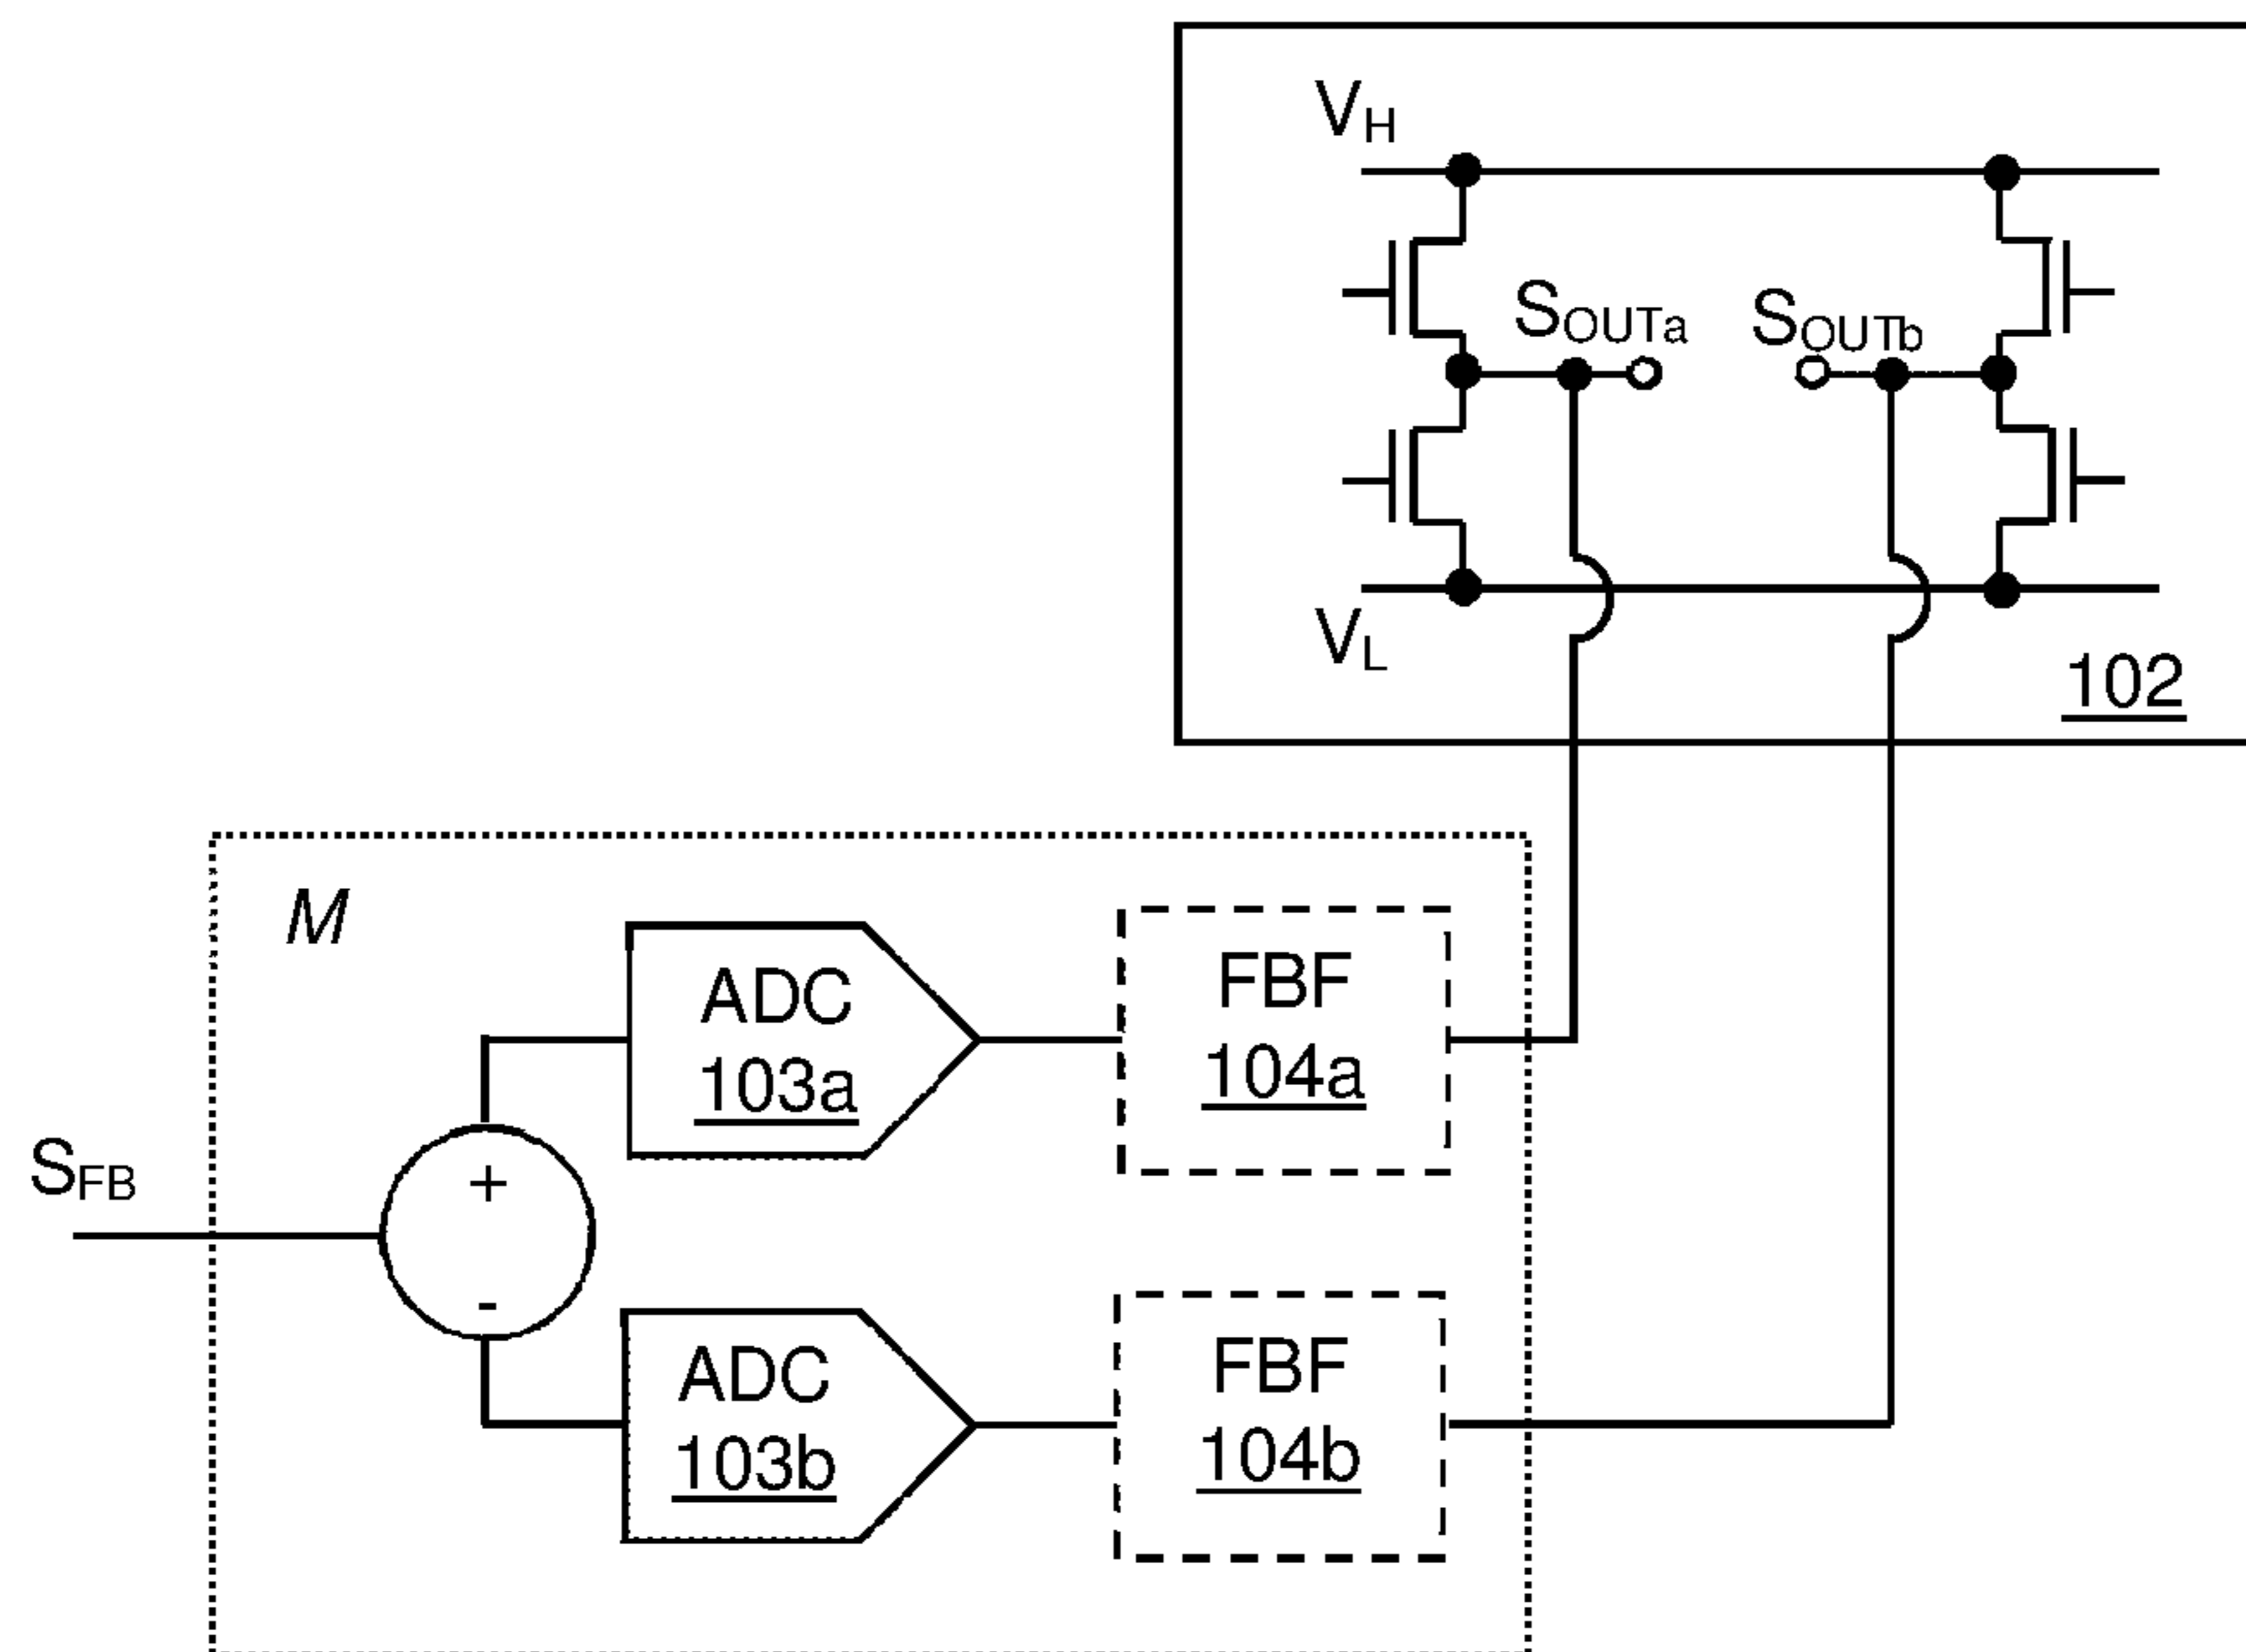 VH
SOUTa SOUTb
VL
102
M
ADC
103a
FBF
104a
SFB
+
-
ADC
103b
FBF
104b